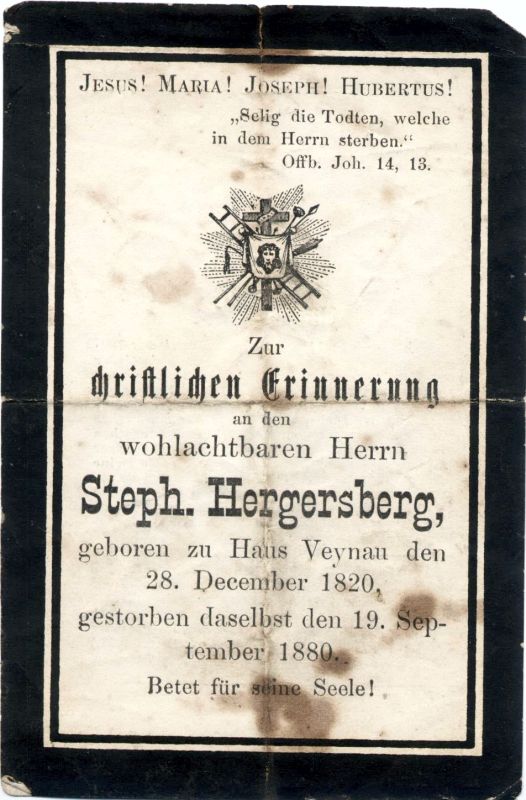 Jesus! Maria! Joseph! Hubertus!
„Selig die Todten, welche
in dem Herrn sterben.“
Offb. Joh. 14, 13.
Zur
christlichen Erinnerung
an den
wohlachtbaren Herrn
Steph. Hergersberg,
geboren zu Haus Veynau den
28. December 1820,
gestorben daselbst den 19. Sep-
tember 1880.
Betet für seine Seele!